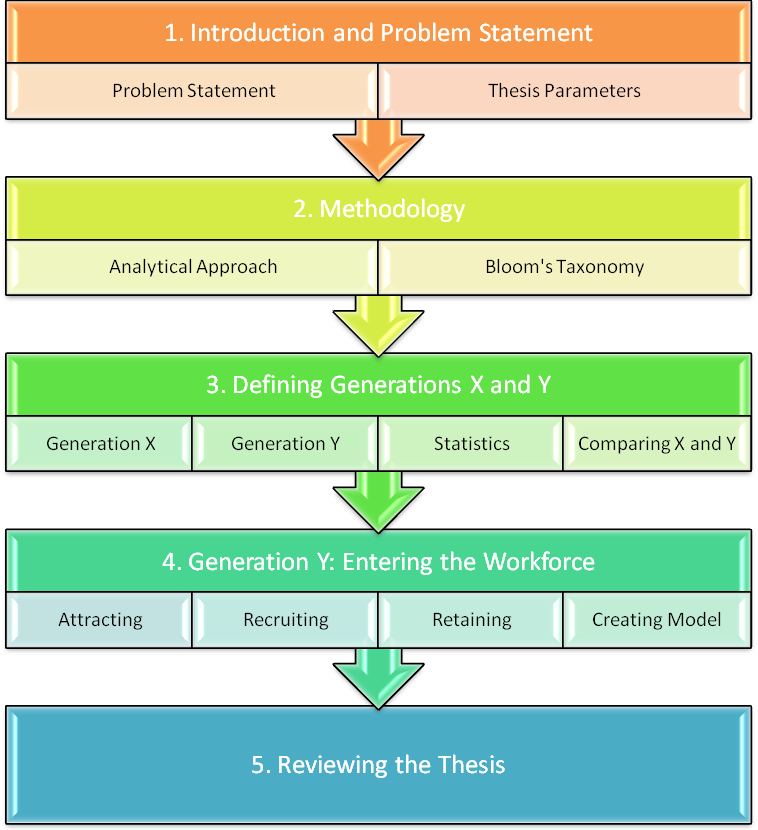 1. Introduction and Problem Statement
Problem Statement
Thesis Parameters
2. Methodology
Analytical Approach
Bloom's Taxonomy
3. Defining Generations X and Y
Generation X
Generation Y
Statistics
Comparing X and Y
4. Generation Y: Entering the Workforce
Attracting
Recruiting
Retaining
Creating Model
5. Reviewing the Thesis